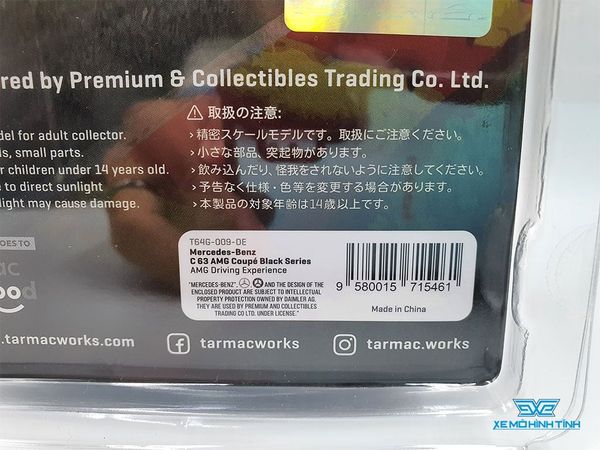 red by Premium & Collectibles Trading Co. Ltd.
del for adult collector.
s, small parts.
r children under 14 years old.
e to direct sunlight
light may cause damage.
⚠ 取扱の注意:
›精密スケールモデルです。取扱にご注意ください。
›小さな部品、突起物があります。
›飲み込んだり、怪我をされないように注意してください。
›予告なく仕様・色等を変更する場合があります。
›本製品の対象年齢は14歳以上です。
OES TO
ood
T64G-009-DE
Mercedes-Benz
C 63 AMG Coupé Black Series
AMG Driving Experience
"MERCEDES-BENZ", AND THE DESIGN OF THE
ENCLOSED PRODUCT ARE SUBJECT TO INTELLECTUAL
PROPERTY PROTECTION OWNED BY DAIMLER AG.
THEY ARE USED BY PREMIUM AND COLLECTIBLES
TRADING CO LTD. UNDER LICENSE.
9 580015 715461
Made in China
tarmacworks.com
tarmacworks
tarmac.works
XEMOHINHTINH